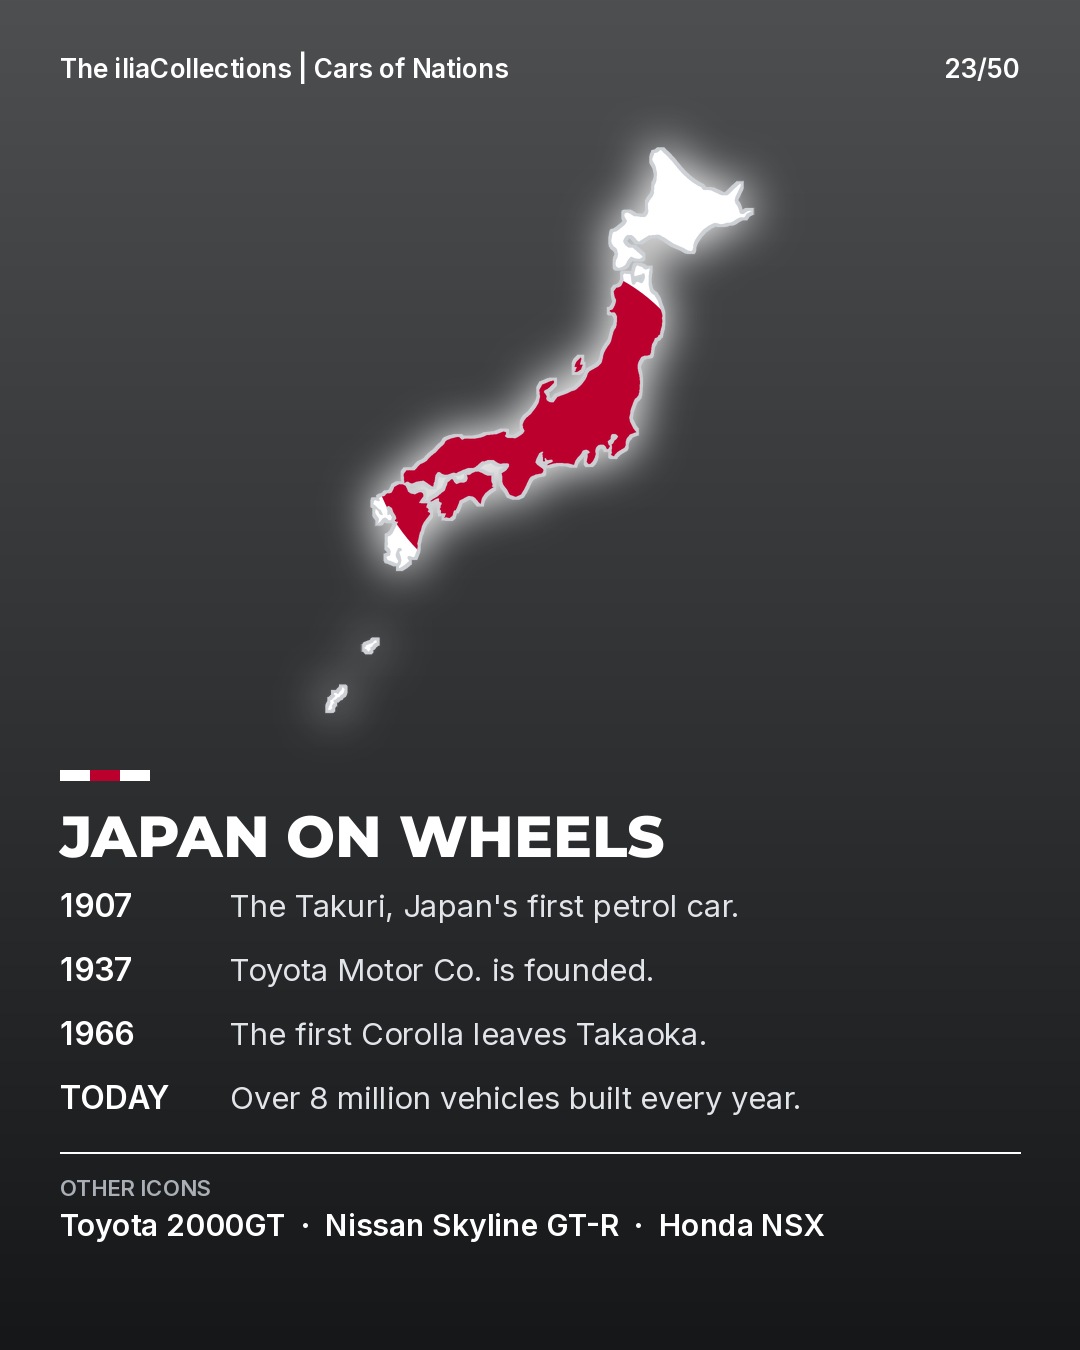 The iliaCollections | Cars of Nations
23/50
JAPAN ON WHEELS
1907 The Takuri, Japan's first petrol car.
1937 Toyota Motor Co. is founded.
1966 The first Corolla leaves Takaoka.
TODAY Over 8 million vehicles built every year.
OTHER ICONS
Toyota 2000GT · Nissan Skyline GT-R · Honda NSX